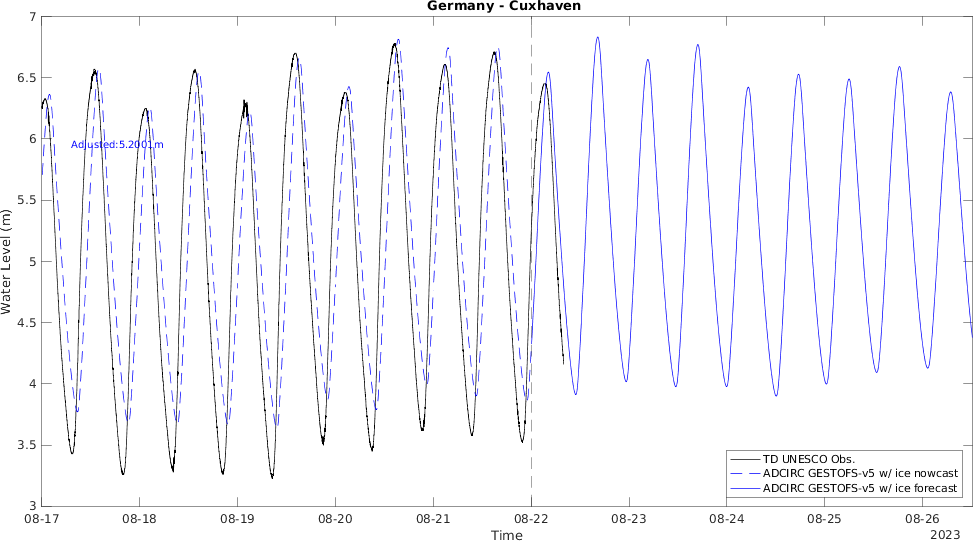 Germany - Cuxhaven
7
6.5
6
5.5
5
4.5
4
3.5
3
Water Level (m)
Adjusted:5.2001m
TD UNESCO Obs.
ADCIRC GESTOFS-v5 w/ ice nowcast
ADCIRC GESTOFS-v5 w/ ice forecast
08-17 08-18 08-19 08-20 08-21 08-22 08-23 08-24 08-25 08-26
Time
2023